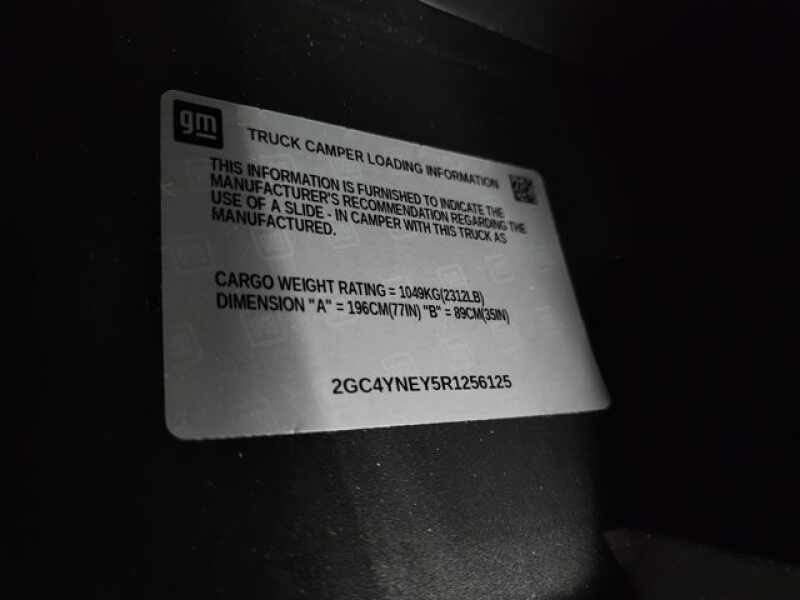 gm
TRUCK CAMPER LOADING INFORMATION
THIS INFORMATION IS FURNISHED TO INDICATE THE
MANUFACTURER'S RECOMMENDATION REGARDING THE
USE OF A SLIDE - IN CAMPER WITH THIS TRUCK AS
MANUFACTURED.
CARGO WEIGHT RATING = 1049KG(2312LB)
DIMENSION "A" = 196CM(77IN) "B" = 89CM(35IN)
2GC4YNEY5R1256125